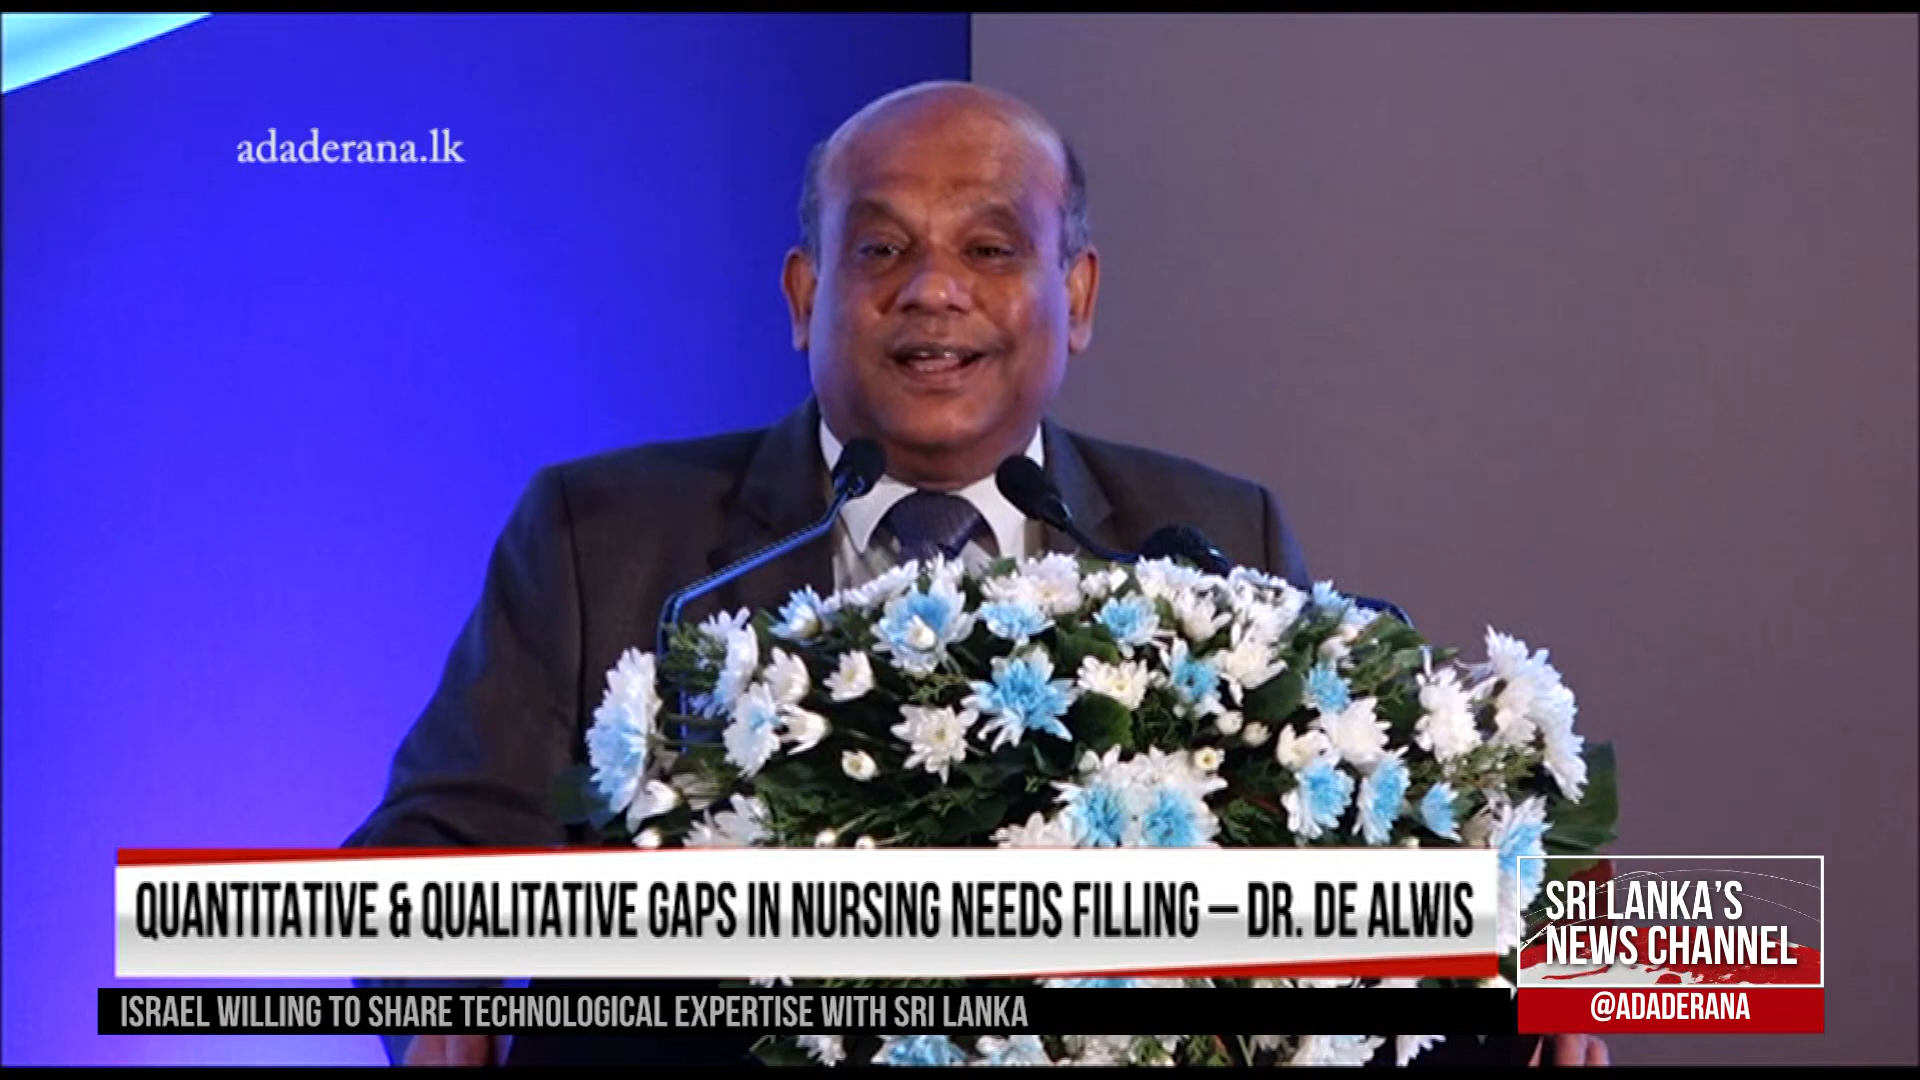 adaderana.lk
QUANTITATIVE & QUALITATIVE GAPS IN NURSING NEEDS FILLING – DR. DE ALWIS
SRI LANKA'S
NEWS CHANNEL
@ADADERANA
ISRAEL WILLING TO SHARE TECHNOLOGICAL EXPERTISE WITH SRI LANKA